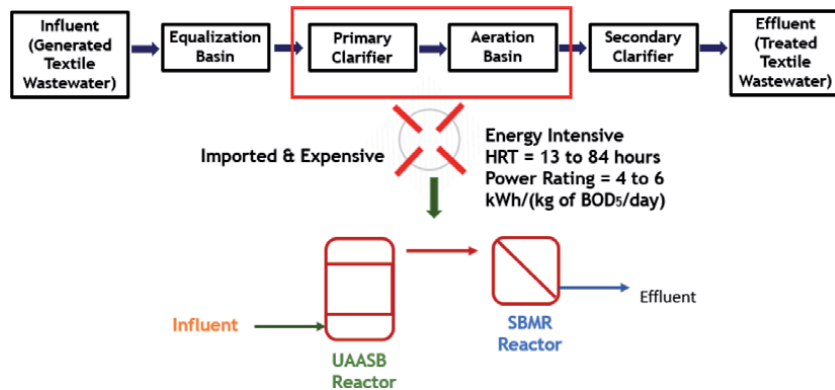 Influent
(Generated
Textile
Wastewater)
Equalization
Basin
Primary
Clarifier
Aeration
Basin
Secondary
Clarifier
Effluent
(Treated
Textile
Wastewater)
Imported & Expensive
Energy Intensive
HRT = 13 to 84 hours
Power Rating = 4 to 6
kWh/(kg of BOD₅/day)
Influent
UAASB
Reactor
SBMR
Reactor
Effluent